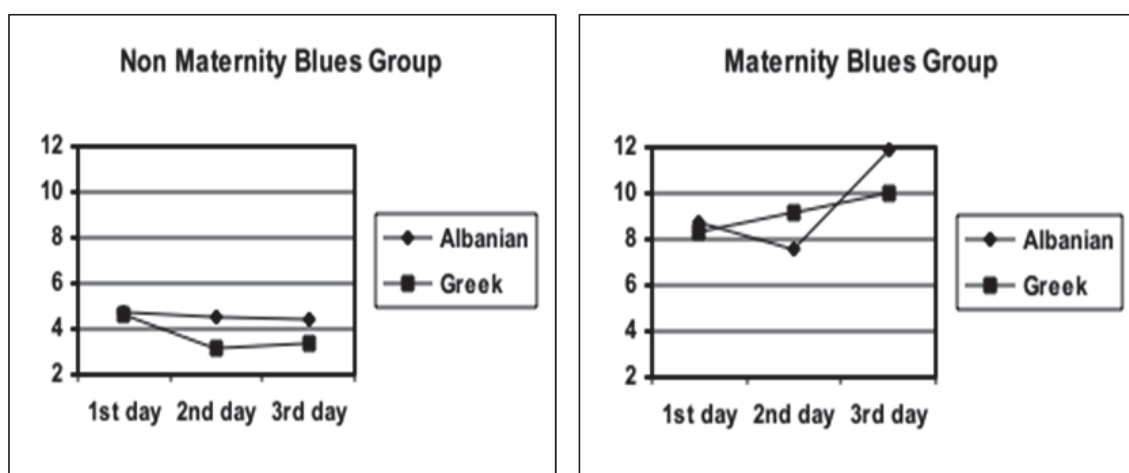 Non Maternity Blues Group
12
10
8
6
4
2
1st day 2nd day 3rd day
Albanian
Greek
Maternity Blues Group
12
10
8
6
4
2
1st day 2nd day 3rd day
Albanian
Greek